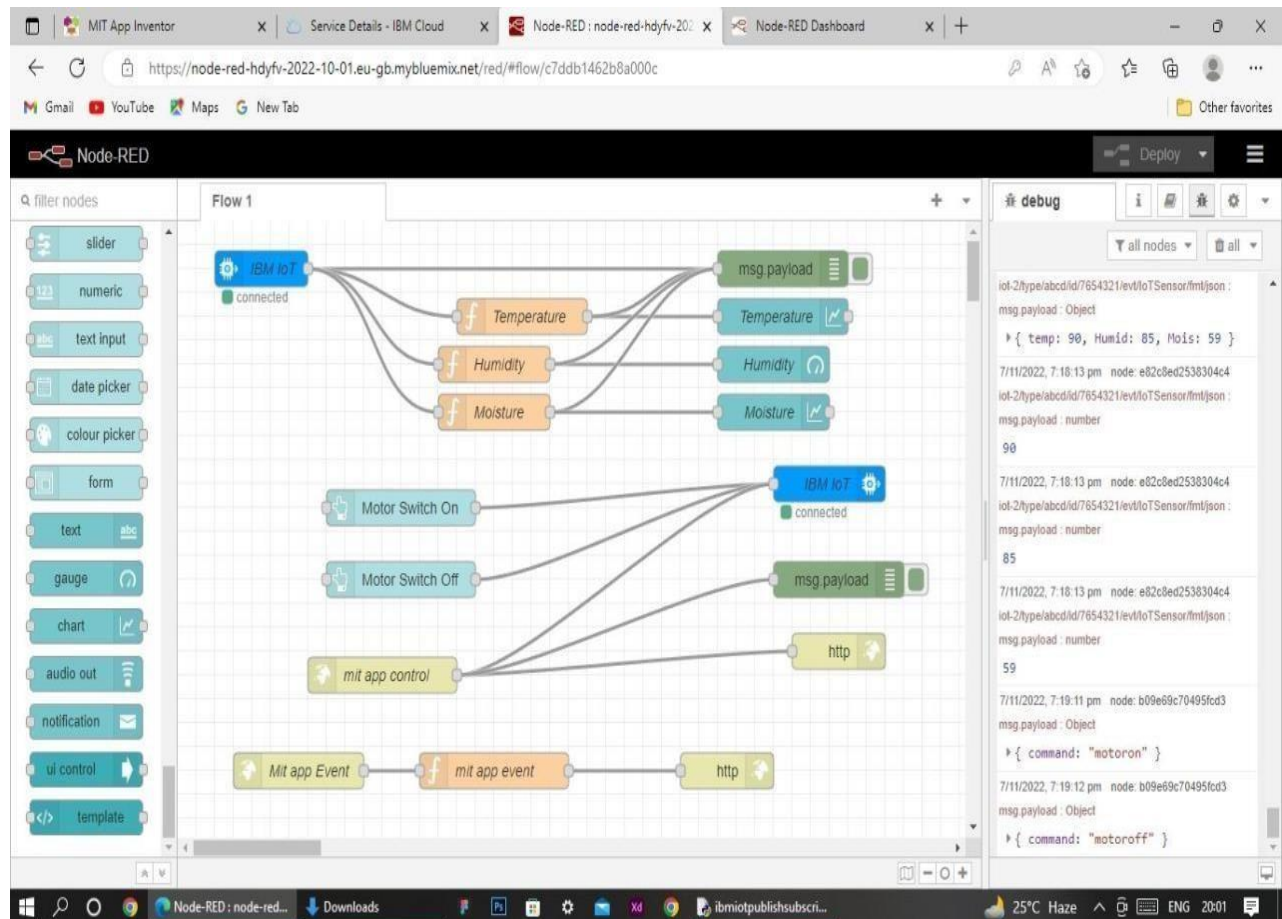 MIT App Inventor
Service Details - IBM Cloud
Node-RED : node-red-hdyfv-202
Node-RED Dashboard
https://node-red-hdyfv-2022-10-01.eu-gb.mybluemix.net/red/#flow/c7ddb1462b8a000c
Gmail YouTube Maps New Tab Other favorites
Node-RED
Deploy
filter nodes
slider
numeric
text input
date picker
colour picker
form
text
gauge
chart
audio out
notification
ui control
template
Flow 1
IBM IoT
connected
Temperature
Humidity
Moisture
msg.payload
Temperature
Humidity
Moisture
Motor Switch On
Motor Switch Off
IBM IoT
connected
msg.payload
mit app control
http
Mit app Event
mit app event
http
debug
all nodes
all
iot-2/type/abcd/id/7654321/evt/IoTSensor/fmt/json :
msg.payload : Object
{ temp: 90, Humid: 85, Mois: 59 }
7/11/2022, 7:18:13 pm node: e82c8ed2538304c4
iot-2/type/abcd/id/7654321/evt/IoTSensor/fmt/json :
msg.payload : number
90
7/11/2022, 7:18:13 pm node: e82c8ed2538304c4
iot-2/type/abcd/id/7654321/evt/IoTSensor/fmt/json :
msg.payload : number
85
7/11/2022, 7:18:13 pm node: e82c8ed2538304c4
iot-2/type/abcd/id/7654321/evt/IoTSensor/fmt/json :
msg.payload : number
59
7/11/2022, 7:19:11 pm node: b09e69c70495fcd3
msg.payload : Object
{ command: "motoron" }
7/11/2022, 7:19:12 pm node: b09e69c70495fcd3
msg.payload : Object
{ command: "motoroff" }
Node-RED : node-red...
Downloads
ibmiotpublishsubscri...
25°C Haze
ENG
20:01